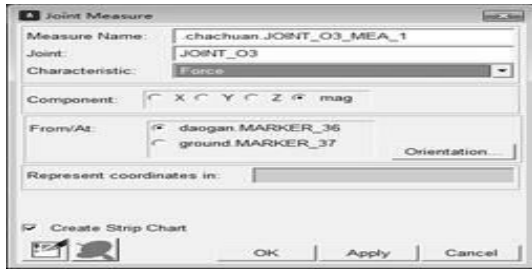 Joint Measure
Measure Name: .chachuan.JOINT_O3_MEA_1
Joint: JOINT_O3
Characteristic: Force
Component: X Y Z mag
From/At: daogan.MARKER_36
ground.MARKER_37
Orientation...
Represent coordinates in:
Create Strip Chart
OK Apply Cancel